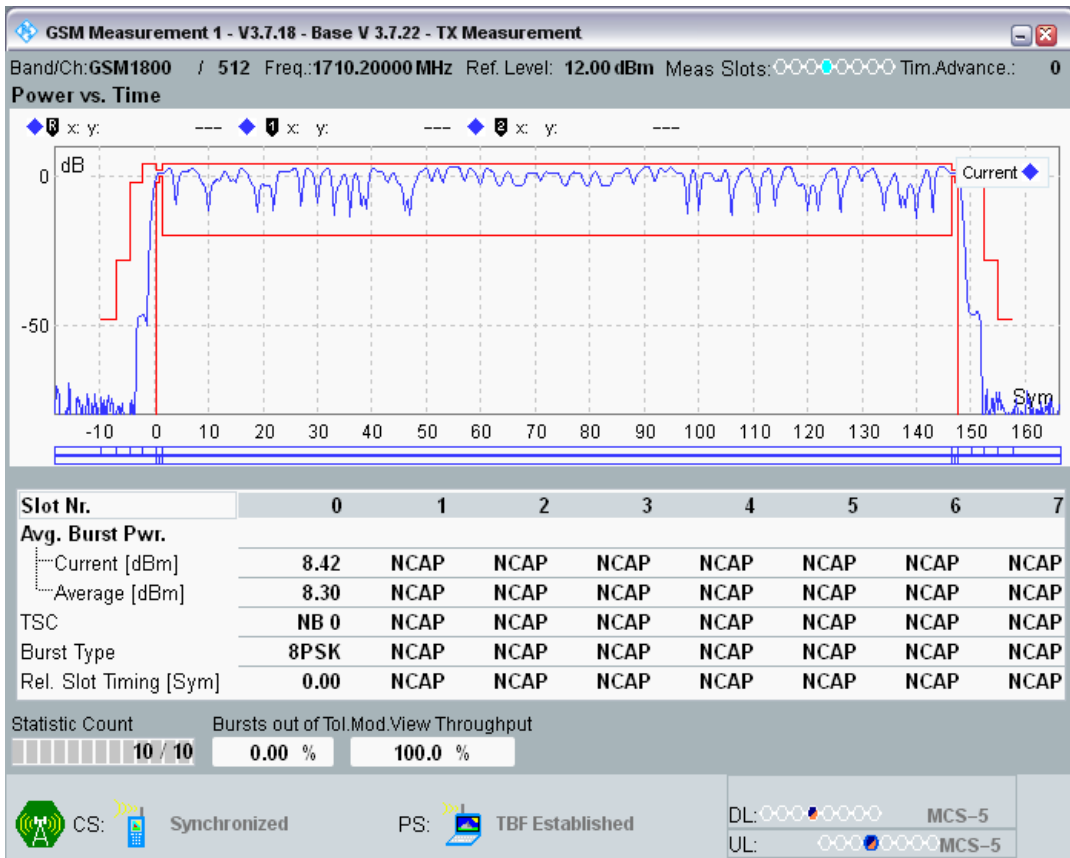 GSM Measurement 1 - V3.7.18 - Base V 3.7.22 - TX Measurement
Band/Ch:GSM1800 / 512 Freq.:1710.20000 MHz Ref. Level: 12.00 dBm Meas Slots: Tim.Advance.: 0
Power vs. Time
R x: y: --- 1 x: y: --- 2 x: y: ---
dB
Current
0
-50
Sym
-10 0 10 20 30 40 50 60 70 80 90 100 110 120 130 140 150 160
Slot Nr. 0 1 2 3 4 5 6 7
Avg. Burst Pwr.
Current [dBm] 8.42 NCAP NCAP NCAP NCAP NCAP NCAP NCAP
Average [dBm] 8.30 NCAP NCAP NCAP NCAP NCAP NCAP NCAP
TSC NB 0 NCAP NCAP NCAP NCAP NCAP NCAP NCAP
Burst Type 8PSK NCAP NCAP NCAP NCAP NCAP NCAP NCAP
Rel. Slot Timing [Sym] 0.00 NCAP NCAP NCAP NCAP NCAP NCAP NCAP
Statistic Count Bursts out of Tol. Mod.View Throughput
10 / 10 0.00 % 100.0 %
CS: Synchronized PS: TBF Established
DL: MCS-5
UL: MCS-5